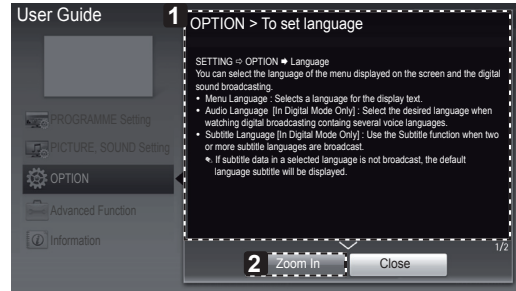 User Guide
PROGRAMME Setting
PICTURE, SOUND Setting
OPTION
Advanced Function
Information
1
OPTION > To set language
SETTING ⇨ OPTION ➡ Language
You can select the language of the menu displayed on the screen and the digital
sound broadcasting.
• Menu Language : Selects a language for the display text.
• Audio Language [In Digital Mode Only] : Select the desired language when
watching digital broadcasting containg several voice languages.
• Subtitle Language [In Digital Mode Only] : Use the Subtitle function when two
or more subtitle languages are broadcast.
If subtitle data in a selected language is not broadcast, the default
language subtitle will be displayed.
1/2
2
Zoom In
Close